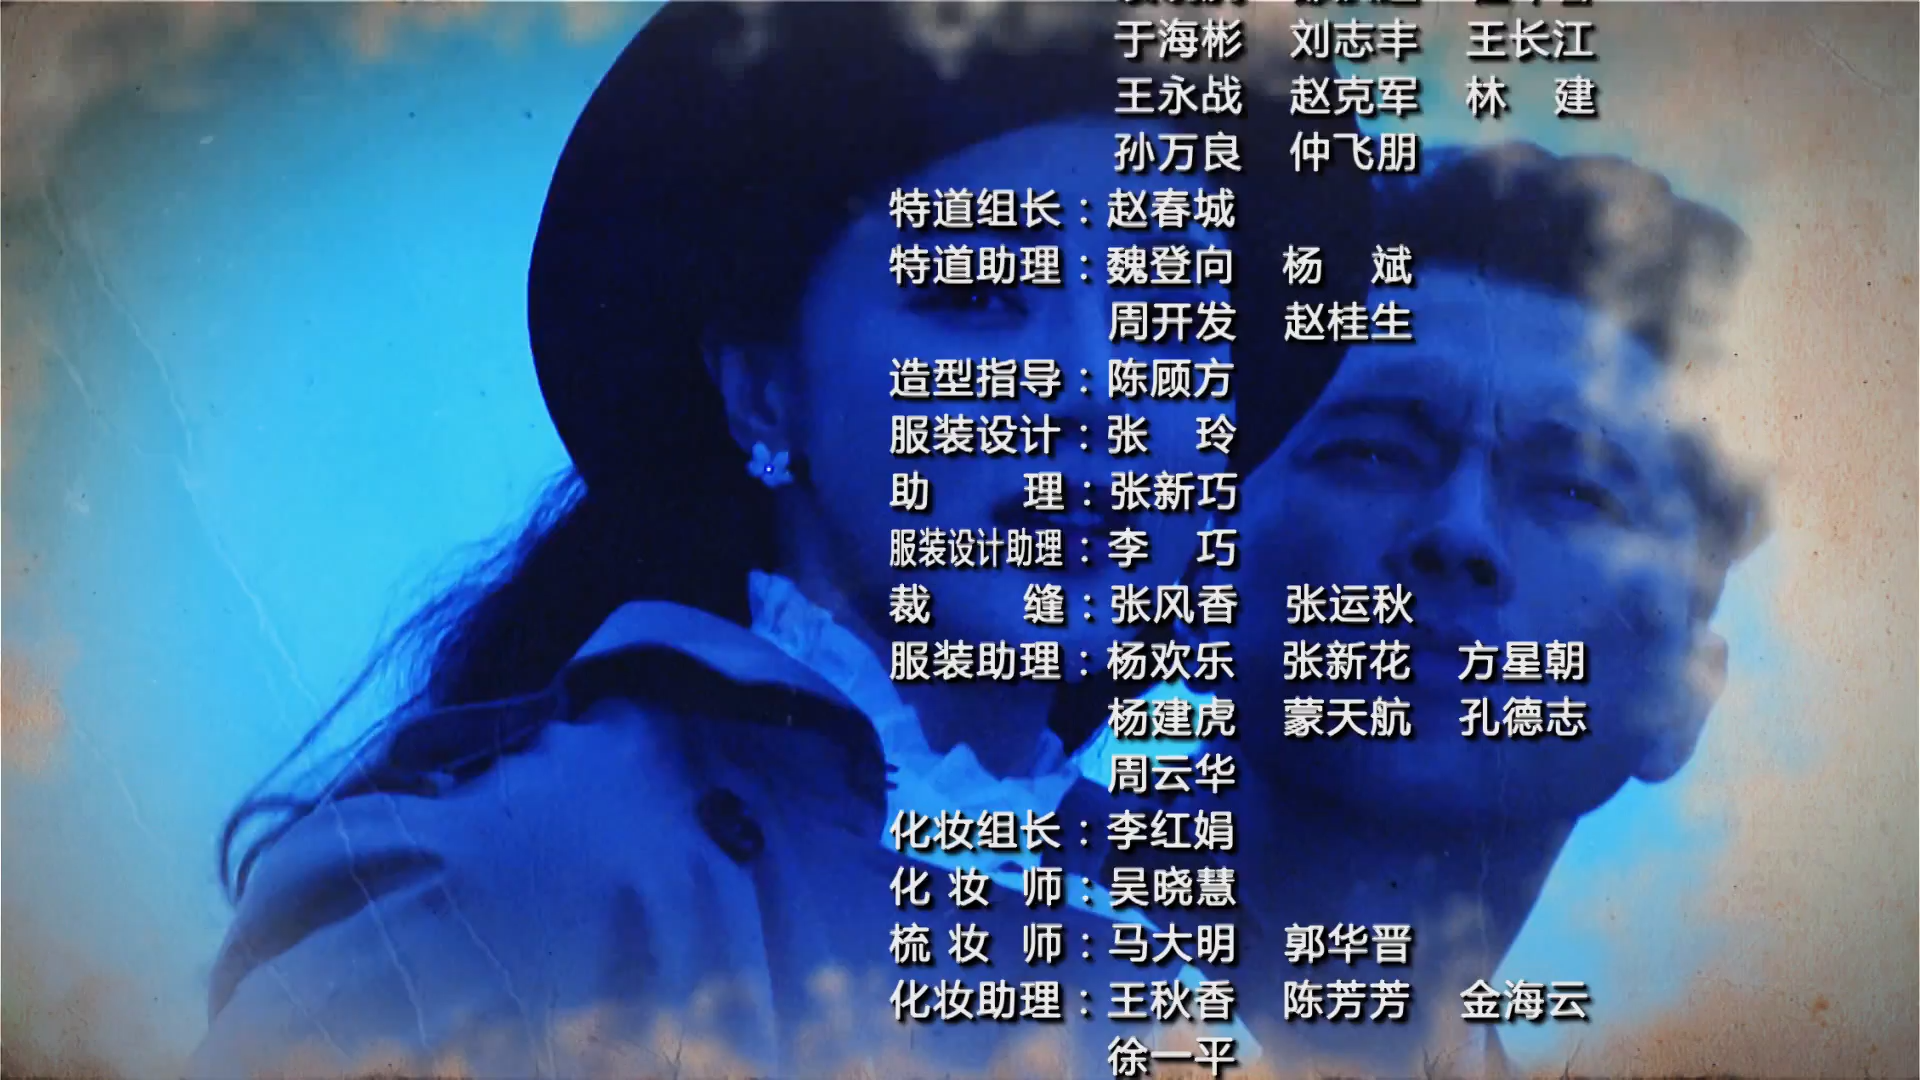 于海彬 刘志丰 王长江
王永战 赵克军 林 建
孙万良 仲飞朋
特道组长：赵春城
特道助理：魏登向 杨 斌
周开发 赵桂生
造型指导：陈顾方
服装设计：张 玲
助 理：张新巧
服装设计助理：李 巧
裁 缝：张风香 张运秋
服装助理：杨欢乐 张新花 方星朝
杨建虎 蒙天航 孔德志
周云华
化妆组长：李红娟
化 妆 师：吴晓慧
梳 妆 师：马大明 郭华晋
化妆助理：王秋香 陈芳芳 金海云
徐一平